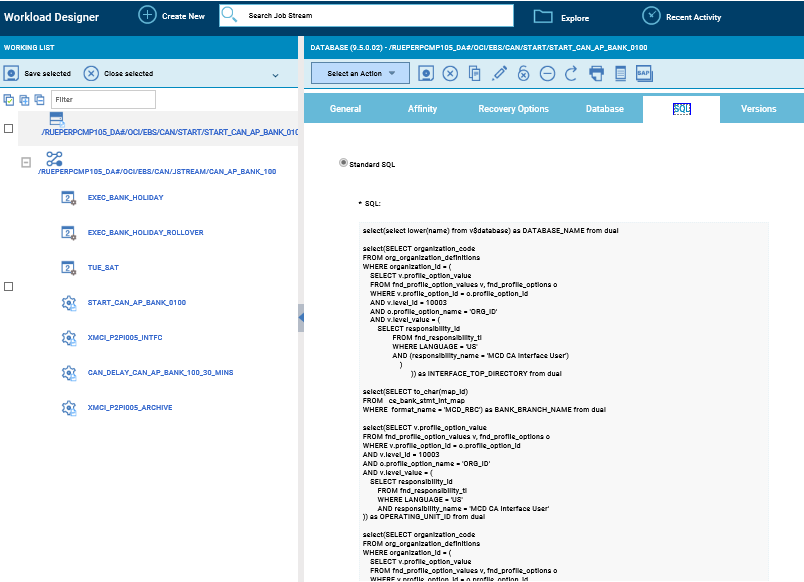 Workload Designer
Create New
Search Job Stream
Explore
Recent Activity
WORKING LIST
Save selected
Close selected
Filter
/RUEPERPCMP105_DA#/OCI/EBS/CAN/START/START_CAN_AP_BANK_010
/RUEPERPCMP105_DA#/OCI/EBS/CAN/JSTREAM/CAN_AP_BANK_100
2 EXEC_BANK_HOLIDAY
2 EXEC_BANK_HOLIDAY_ROLLOVER
2 TUE_SAT
START_CAN_AP_BANK_0100
XMCI_P2PI005_INTFC
CAN_DELAY_CAN_AP_BANK_100_30_MINS
XMCI_P2PI005_ARCHIVE
DATABASE (9.5.0.02) - /RUEPERPCMP105_DA#/OCI/EBS/CAN/START/START_CAN_AP_BANK_0100
Select an Action
SAP
General
Affinity
Recovery Options
Database
SQL
Versions
Standard SQL
* SQL:
select(select lower(name) from v$database) as DATABASE_NAME from dual
select(SELECT organization_code
FROM org_organization_definitions
WHERE organization_id = (
SELECT v.profile_option_value
FROM fnd_profile_option_values v, fnd_profile_options o
WHERE v.profile_option_id = o.profile_option_id
AND v.level_id = 10003
AND o.profile_option_name = 'ORG_ID'
AND v.level_value = (
SELECT responsibility_id
FROM fnd_responsibility_tl
WHERE LANGUAGE = 'US'
AND (responsibility_name = 'MCD CA Interface User')
)
)) as INTERFACE_TOP_DIRECTORY from dual
select(SELECT to_char(map_id)
FROM ce_bank_stmt_int_map
WHERE format_name = 'MCD_RBC') as BANK_BRANCH_NAME from dual
select(SELECT v.profile_option_value
FROM fnd_profile_option_values v, fnd_profile_options o
WHERE v.profile_option_id = o.profile_option_id
AND v.level_id = 10003
AND o.profile_option_name = 'ORG_ID'
AND v.level_value = (
SELECT responsibility_id
FROM fnd_responsibility_tl
WHERE LANGUAGE = 'US'
AND responsibility_name = 'MCD CA Interface User'
)) as OPERATING_UNIT_ID from dual
select(SELECT organization_code
FROM org_organization_definitions
WHERE organization_id = (
SELECT v.profile_option_value
FROM fnd_profile_option_values v, fnd_profile_options o
WHERE v.profile_option_id = o.profile_option_id